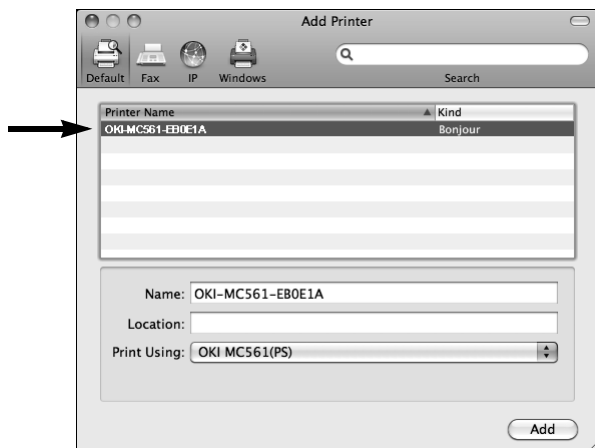 Add Printer
Default Fax IP Windows Search
Printer Name Kind
OKI-MC561-EB0E1A Bonjour
Name: OKI-MC561-EB0E1A
Location:
Print Using: OKI MC561(PS)
Add